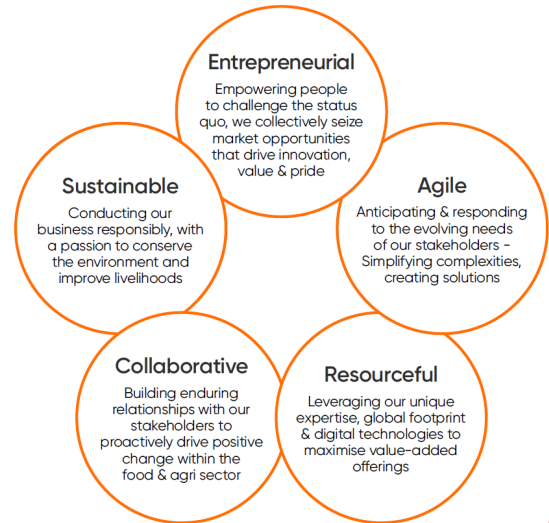 Entrepreneurial
Empowering people
to challenge the status
quo, we collectively seize
market opportunities
that drive innovation,
value & pride
Sustainable
Conducting our
business responsibly, with
a passion to conserve
the environment and
improve livelihoods
Agile
Anticipating & responding
to the evolving needs
of our stakeholders -
Simplifying complexities,
creating solutions
Collaborative
Building enduring
relationships with our
stakeholders to
proactively drive positive
change within the
food & agri sector
Resourceful
Leveraging our unique
expertise, global footprint
& digital technologies to
maximise value-added
offerings